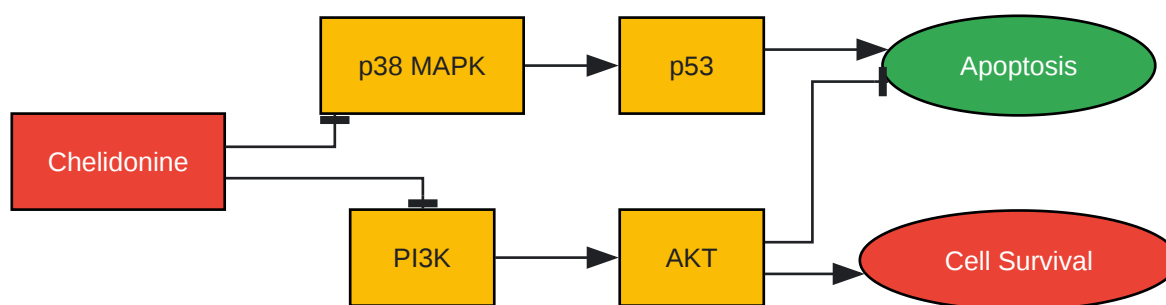 p38 MAPK
p53
Apoptosis
Chelidonine
PI3K
AKT
Cell Survival